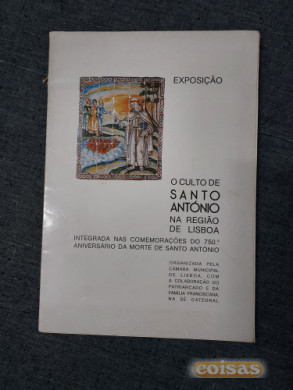 EXPOSIÇÃO
O CULTO DE
SANTO
ANTÓNIO
NA REGIÃO
DE LISBOA
INTEGRADA NAS COMEMORAÇÕES DO 750.º
ANIVERSÁRIO DA MORTE DE SANTO ANTÓNIO
ORGANIZADA PELA
CÂMARA MUNICIPAL
DE LISBOA, COM
A COLABORAÇÃO DO
PATRIARCADO E DA
FAMÍLIA FRANCISCANA,
NA SÉ CATEDRAL
coisas